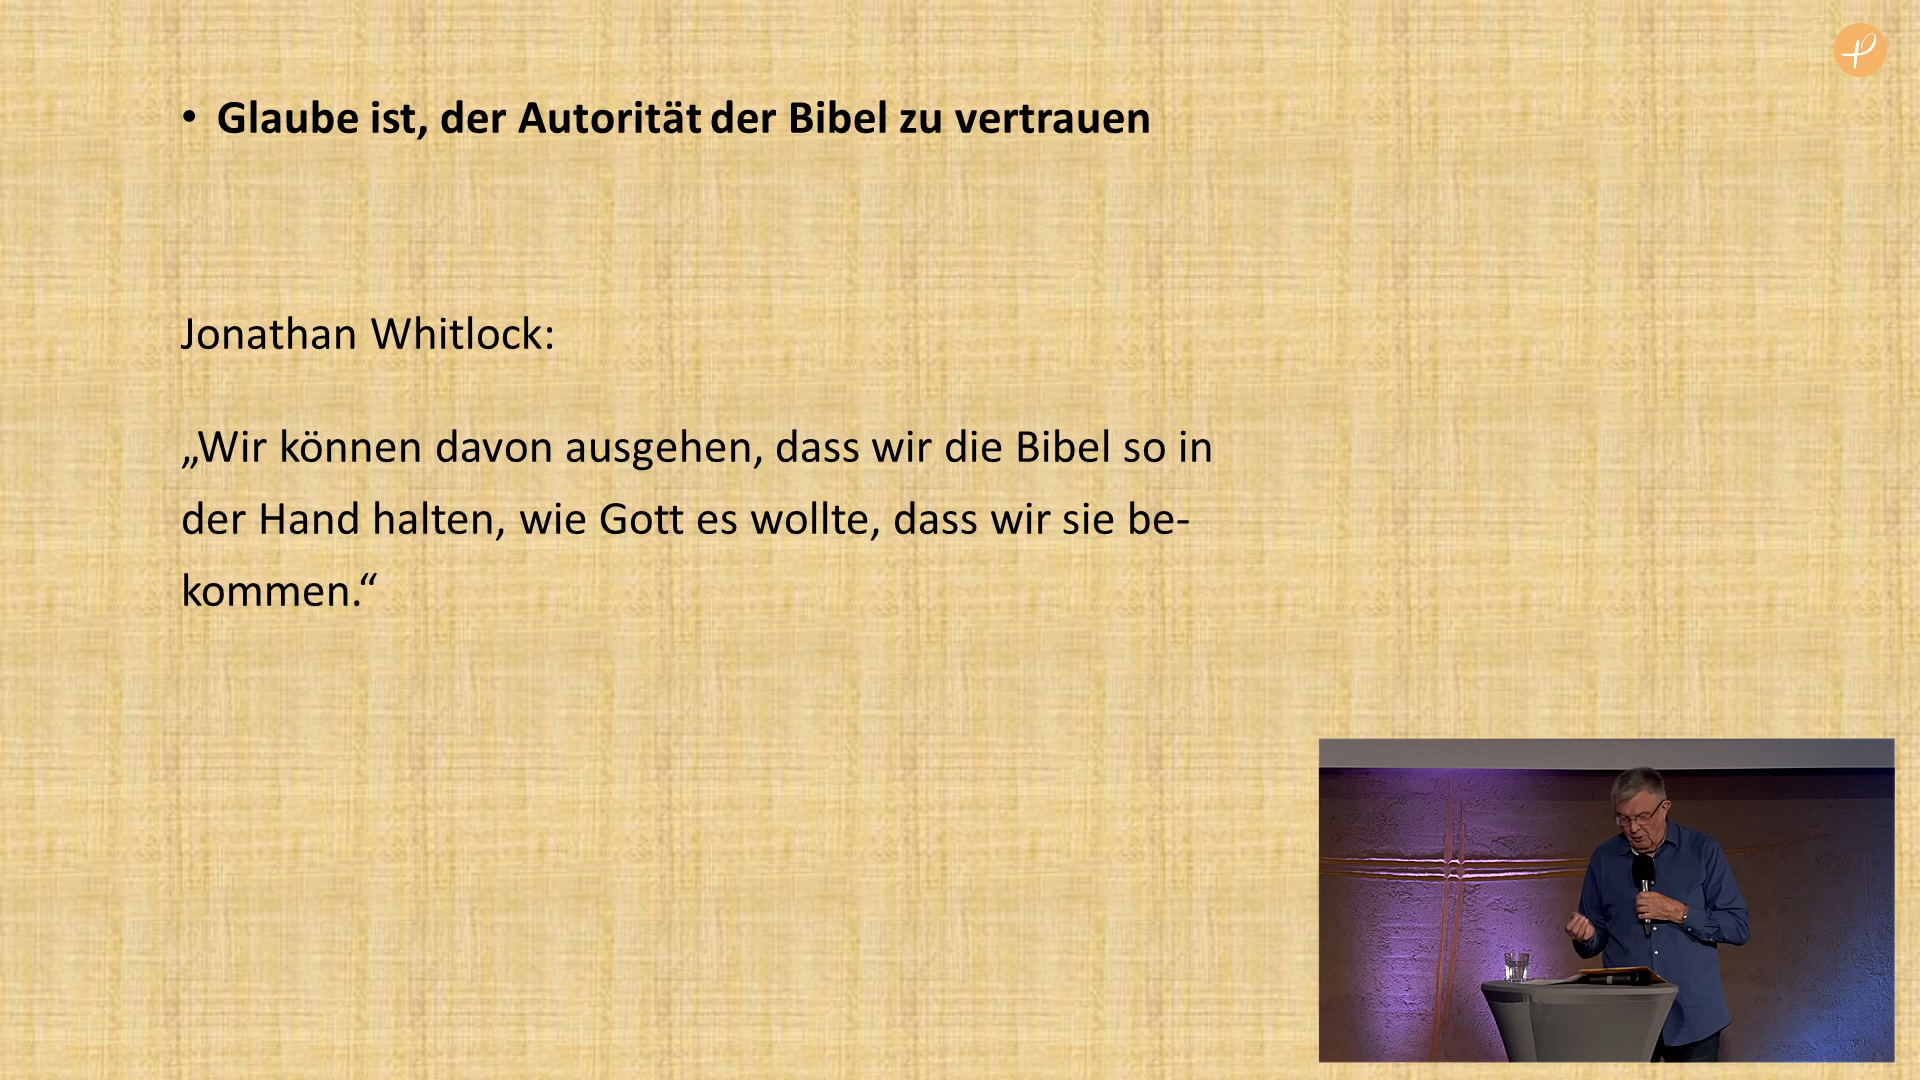 • Glaube ist, der Autorität der Bibel zu vertrauen
Jonathan Whitlock:
„Wir können davon ausgehen, dass wir die Bibel so in
der Hand halten, wie Gott es wollte, dass wir sie be-
kommen.“